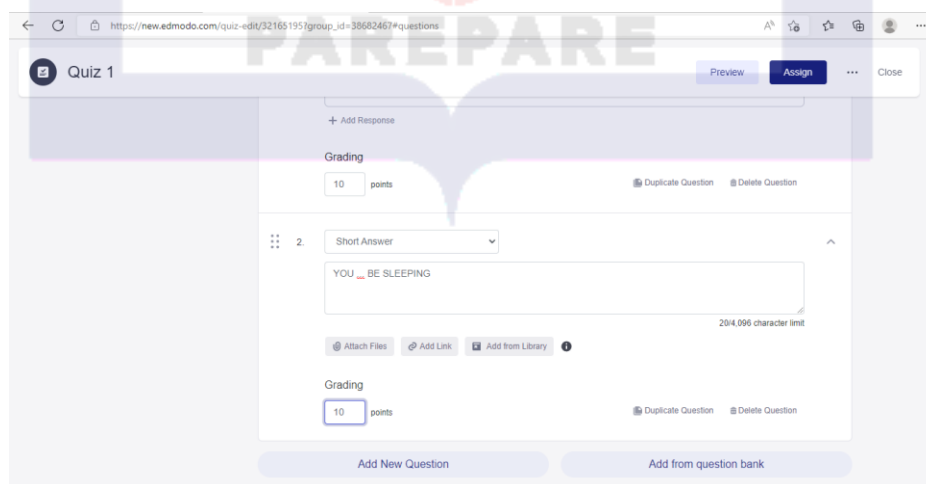 https://new.edmodo.com/quiz-edit/32165195?group_id=38682467#questions
PAREPARE
Quiz 1
Preview
Assign
Close
+ Add Response
Grading
10 points
Duplicate Question
Delete Question
2. Short Answer
YOU ... BE SLEEPING
20/4,096 character limit
Attach Files
Add Link
Add from Library
Grading
10 points
Duplicate Question
Delete Question
Add New Question
Add from question bank